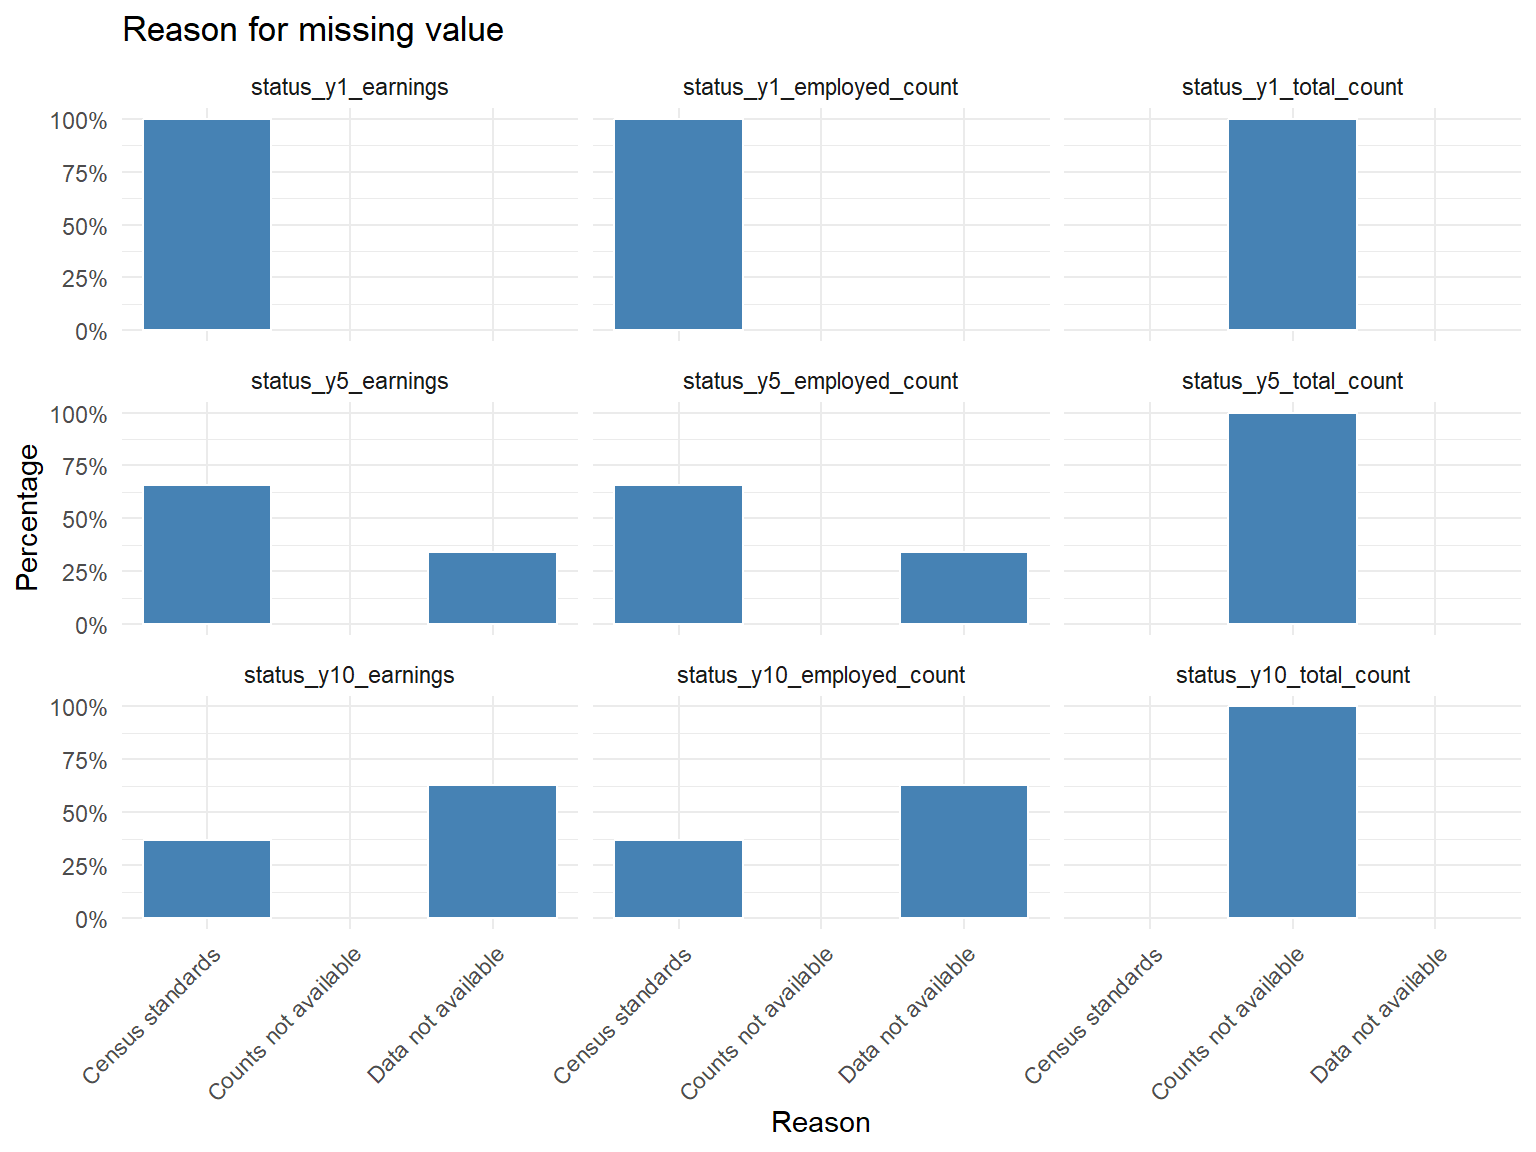 Reason for missing value
status_y1_earnings
status_y1_employed_count
status_y1_total_count
100%
75%
50%
25%
0%
status_y5_earnings
status_y5_employed_count
status_y5_total_count
100%
75%
50%
25%
0%
Percentage
status_y10_earnings
status_y10_employed_count
status_y10_total_count
100%
75%
50%
25%
0%
Census standards
Counts not available
Data not available
Census standards
Counts not available
Data not available
Census standards
Counts not available
Data not available
Reason